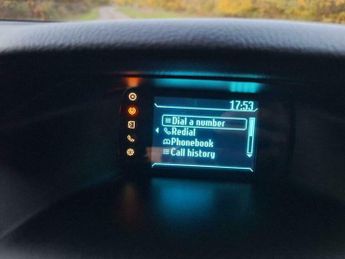 17:53
Dial a number
Redial
Phonebook
Call history